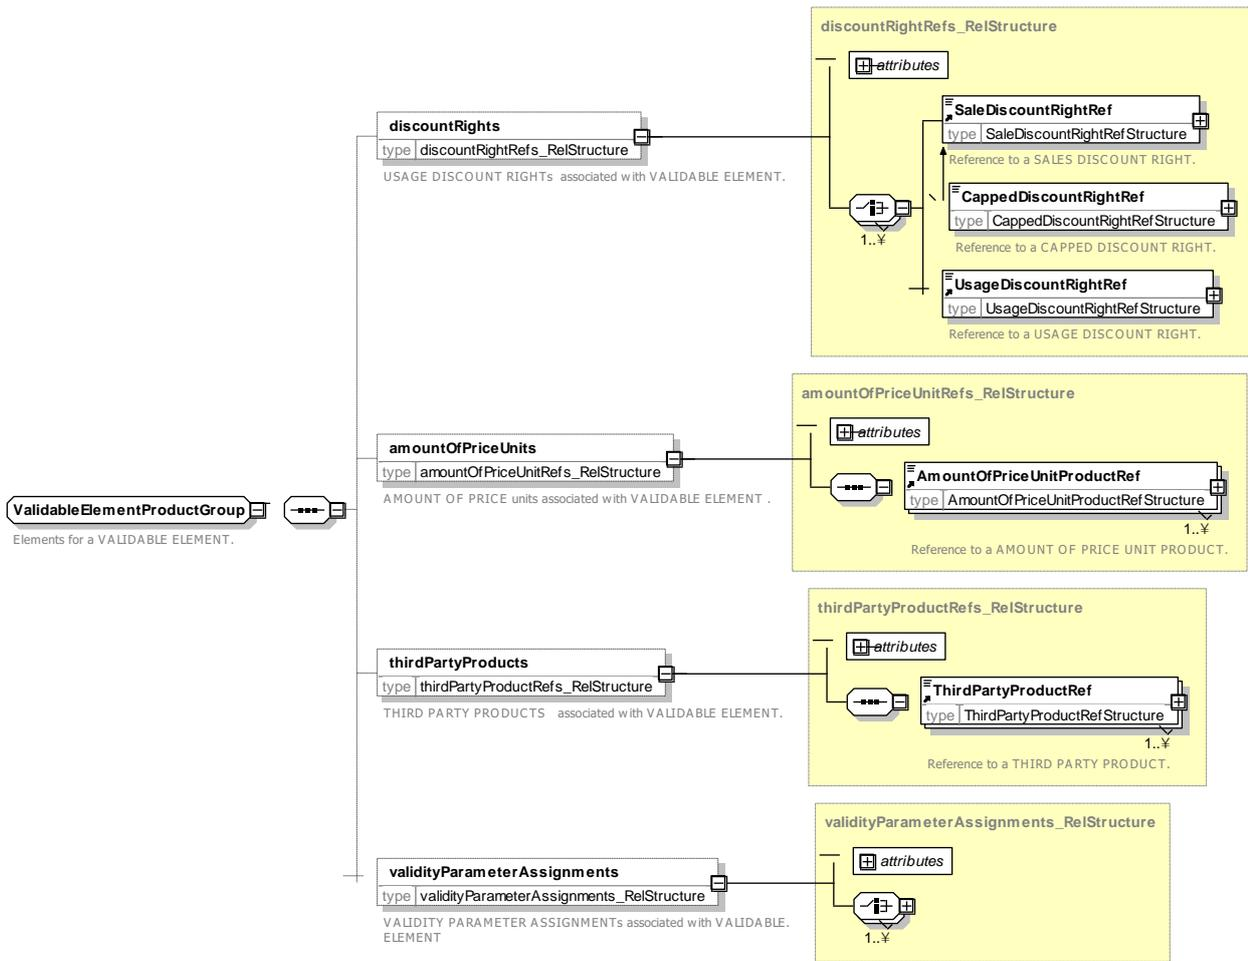 discountRightRefs_RelStructure
attributes
SaleDiscountRightRef
type SaleDiscountRightRefStructure
Reference to a SALES DISCOUNT RIGHT.
discountRights
type discountRightRefs_RelStructure
USAGE DISCOUNT RIGHTs associated with VALIDABLE ELEMENT.
CappedDiscountRightRef
type CappedDiscountRightRefStructure
Reference to a CAPPED DISCOUNT RIGHT.
1..¥
UsageDiscountRightRef
type UsageDiscountRightRefStructure
Reference to a USAGE DISCOUNT RIGHT.
amountOfPriceUnitRefs_RelStructure
attributes
amountOfPriceUnits
type amountOfPriceUnitRefs_RelStructure
AMOUNT OF PRICE units associated with VALIDABLE ELEMENT .
AmountOfPriceUnitProductRef
type AmountOfPriceUnitProductRefStructure
1..¥
Reference to a AMOUNT OF PRICE UNIT PRODUCT.
ValidableElementProductGroup
Elements for a VALIDABLE ELEMENT.
thirdPartyProductRefs_RelStructure
attributes
thirdPartyProducts
type thirdPartyProductRefs_RelStructure
THIRD PARTY PRODUCTS associated with VALIDABLE ELEMENT.
ThirdPartyProductRef
type ThirdPartyProductRefStructure
1..¥
Reference to a THIRD PARTY PRODUCT.
validityParameterAssignments_RelStructure
attributes
validityParameterAssignments
type validityParameterAssignments_RelStructure
VALIDITY PARAMETER ASSIGNMENTs associated with VALIDABLE.
ELEMENT
1..¥